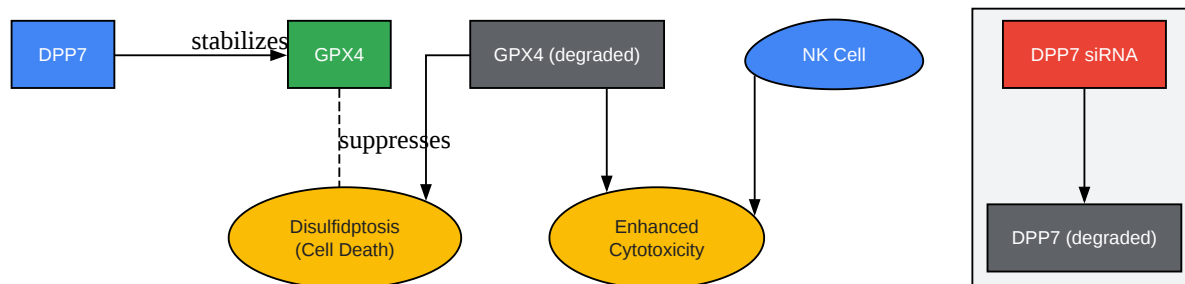 DPP7
stabilizes
GPX4
GPX4 (degraded)
NK Cell
DPP7 siRNA
suppresses
Disulfidptosis
(Cell Death)
Enhanced
Cytotoxicity
DPP7 (degraded)